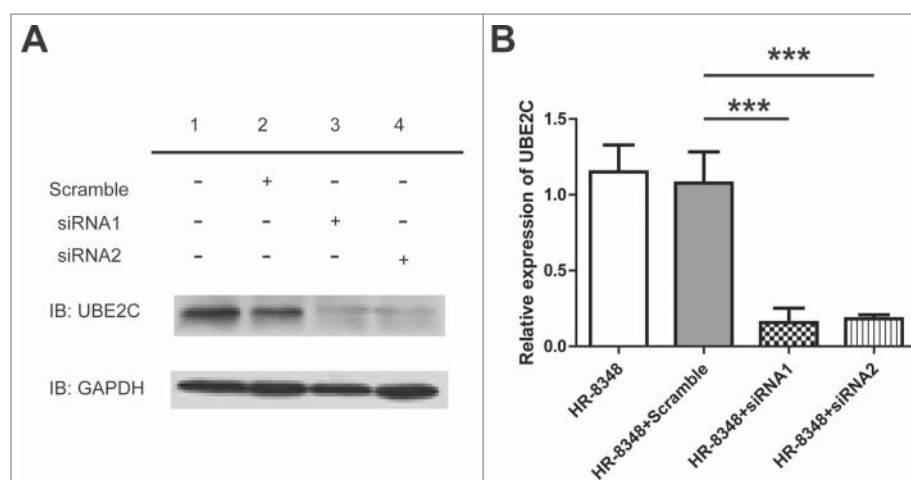 A
1 2 3 4
Scramble - + - -
siRNA1 - - + -
siRNA2 - - - +
IB: UBE2C
IB: GAPDH
B
***
***
Relative expression of UBE2C
1.5
1.0
0.5
0.0
HR-8348
HR-8348+Scramble
HR-8348+siRNA1
HR-8348+siRNA2